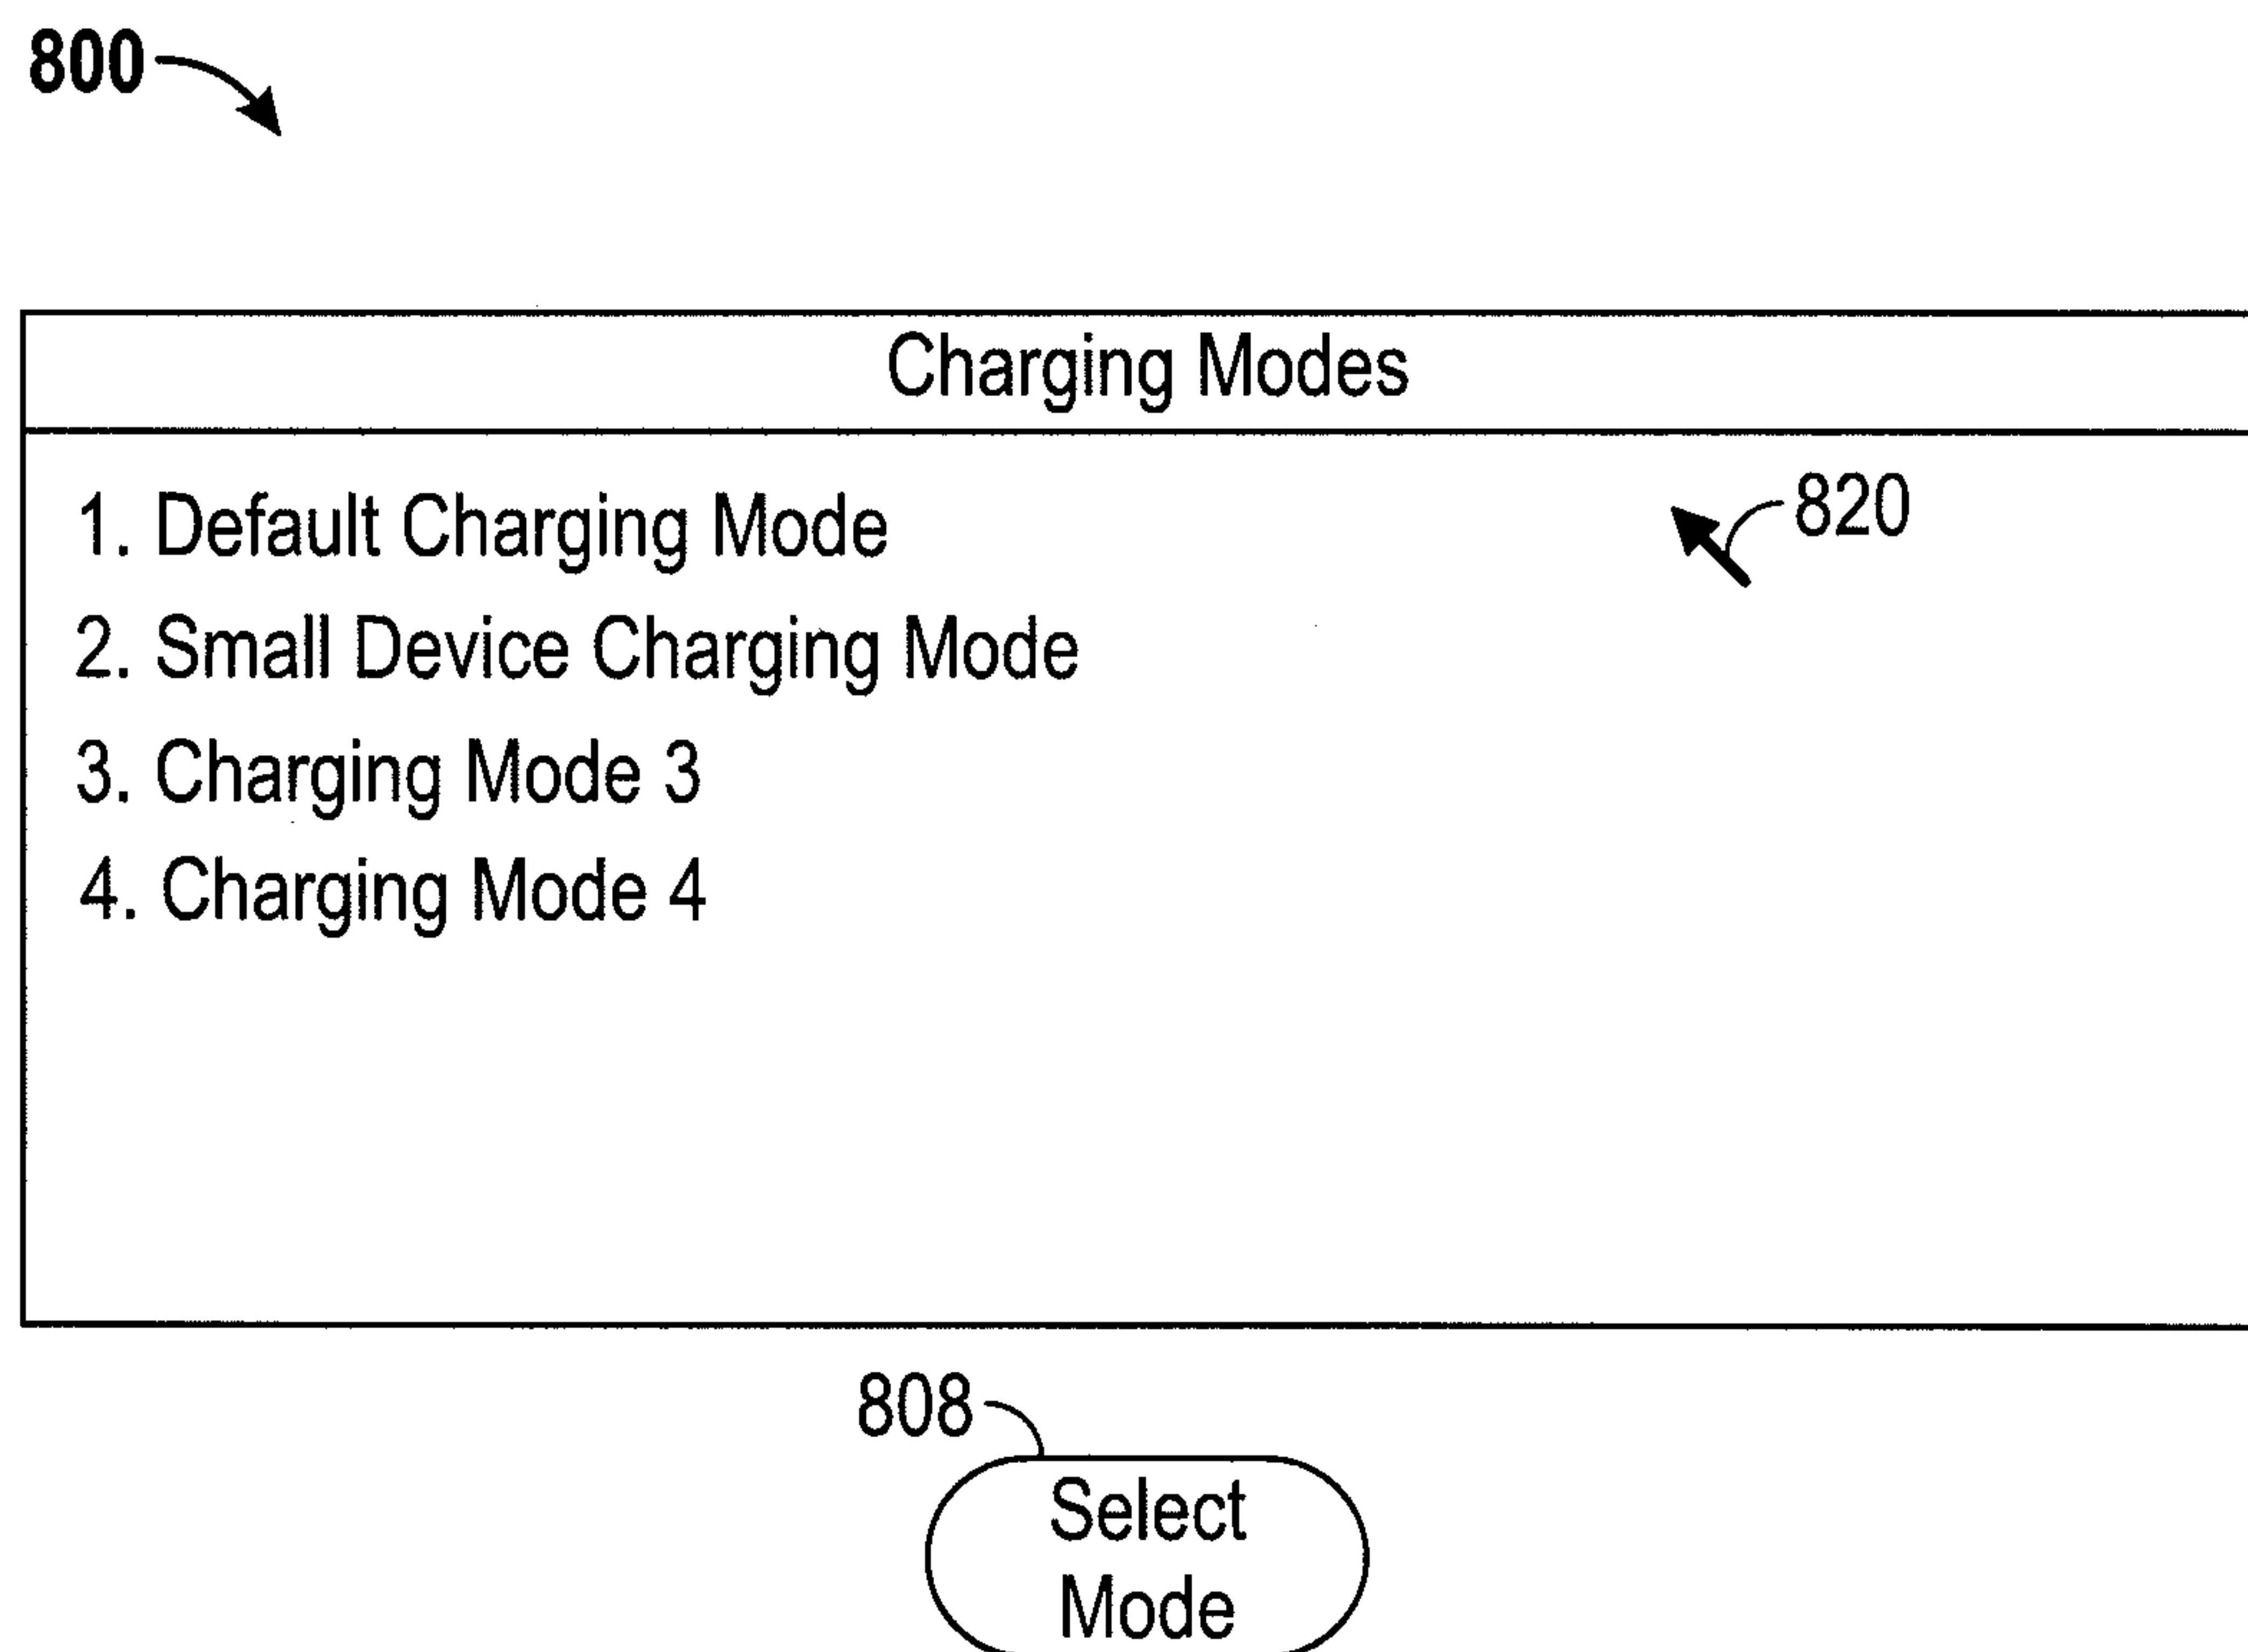 800
Charging Modes
1. Default Charging Mode
820
2. Small Device Charging Mode
3. Charging Mode 3
4. Charging Mode 4
808
Select
Mode